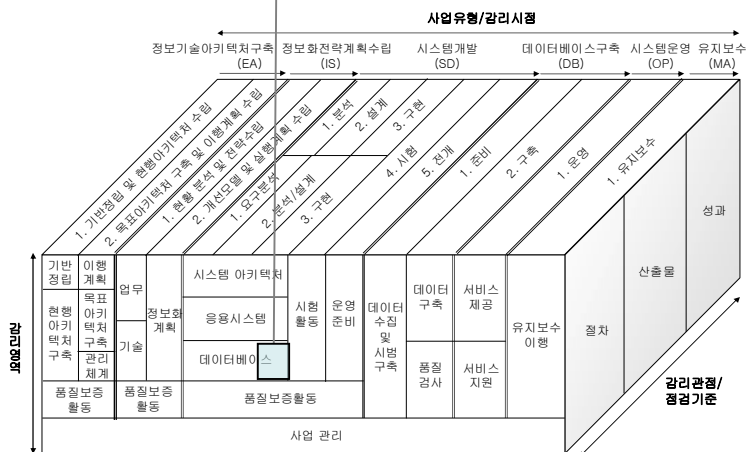 사업유형/감리시점
정보기술아키텍처구축
(EA)
정보화전략계획수립
(IS)
시스템개발
(SD)
데이터베이스구축
(DB)
시스템운영
(OP)
유지보수
(MA)
1. 기반정립 및 현행아키텍처 수립
2. 목표아키텍처 구축 및 이행계획 수립
1. 현황 분석 및 전략수립
2. 개선모델 및 실행계획 수립
1. 분석
2. 설계
3. 구현
1. 요구분석
2. 분석/설계
3. 구현
4. 시험
5. 전개
1. 준비
2. 구축
1. 운영
1. 유지보수
감리영역
기반
정립
이행
계획
현행
아키
텍처
구축
목표
아키
텍처
구축
관리
체계
업무
기술
정보화
계획
시스템 아키텍처
응용시스템
데이터베이스
시험
활동
운영
준비
데이터
수집
및
시범
구축
데이터
구축
품질
검사
서비스
제공
서비스
지원
유지보수
이행
품질보증
활동
품질보증
활동
품질보증활동
사업 관리
절차
산출물
성과
감리관점/
점검기준